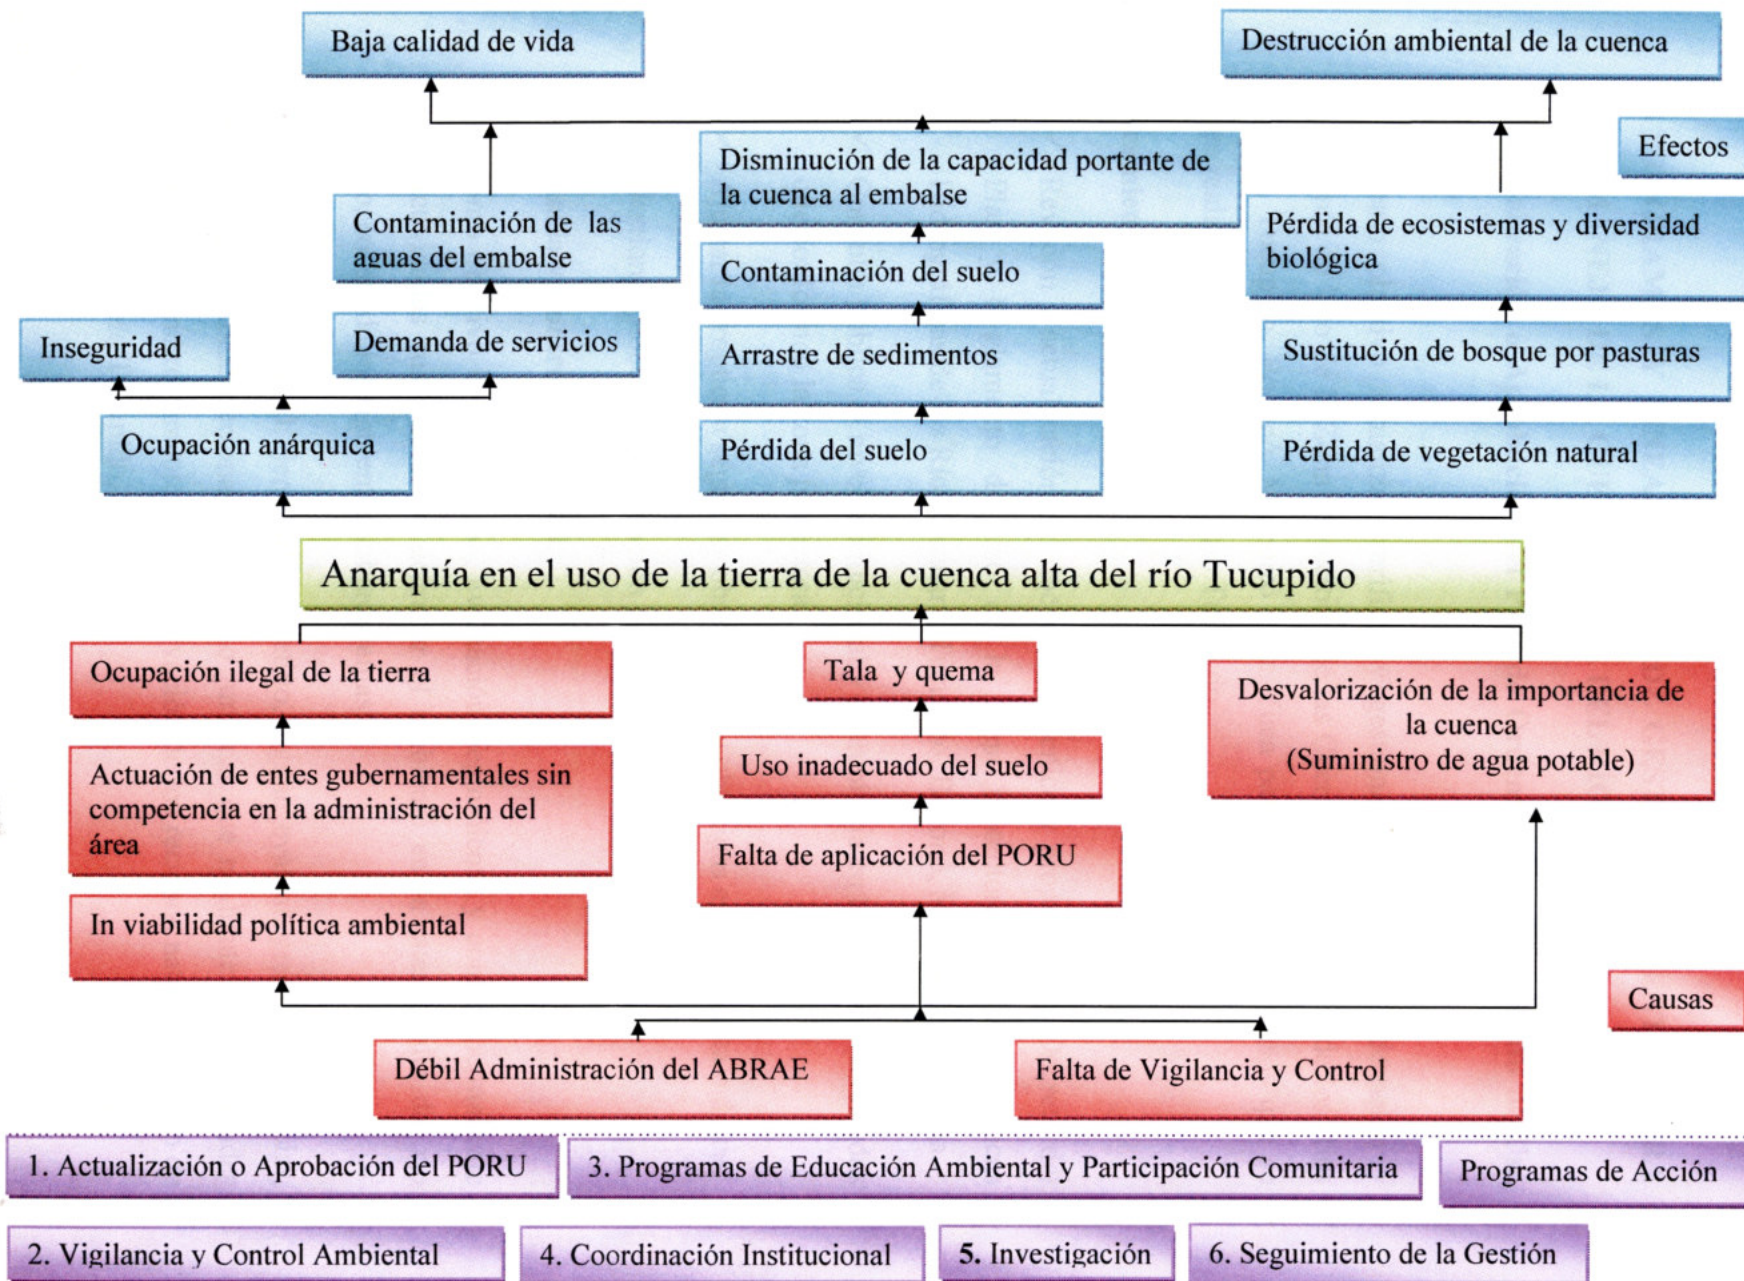 Baja calidad de vida
Destrucción ambiental de la cuenca
Efectos
Disminución de la capacidad portante de
la cuenca al embalse
Contaminación de las
aguas del embalse
Pérdida de ecosistemas y diversidad
biológica
Contaminación del suelo
Inseguridad
Demanda de servicios
Arrastre de sedimentos
Sustitución de bosque por pasturas
Ocupación anárquica
Pérdida del suelo
Pérdida de vegetación natural
Anarquía en el uso de la tierra de la cuenca alta del río Tucupido
Ocupación ilegal de la tierra
Tala y quema
Desvalorización de la importancia de
la cuenca
(Suministro de agua potable)
Actuación de entes gubernamentales sin
competencia en la administración del
área
Uso inadecuado del suelo
Falta de aplicación del PORU
In viabilidad política ambiental
Causas
Débil Administración del ABRAE
Falta de Vigilancia y Control
1. Actualización o Aprobación del PORU
3. Programas de Educación Ambiental y Participación Comunitaria
Programas de Acción
2. Vigilancia y Control Ambiental
4. Coordinación Institucional
5. Investigación
6. Seguimiento de la Gestión